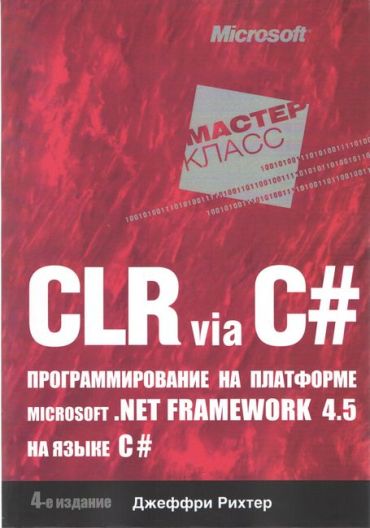 Microsoft®
МАСТЕР
КЛАСС
CLR via C#
ПРОГРАММИРОВАНИЕ НА ПЛАТФОРМЕ
MICROSOFT .NET FRAMEWORK 4.5
НА ЯЗЫКЕ C#
4-е издание Джеффри Рихтер